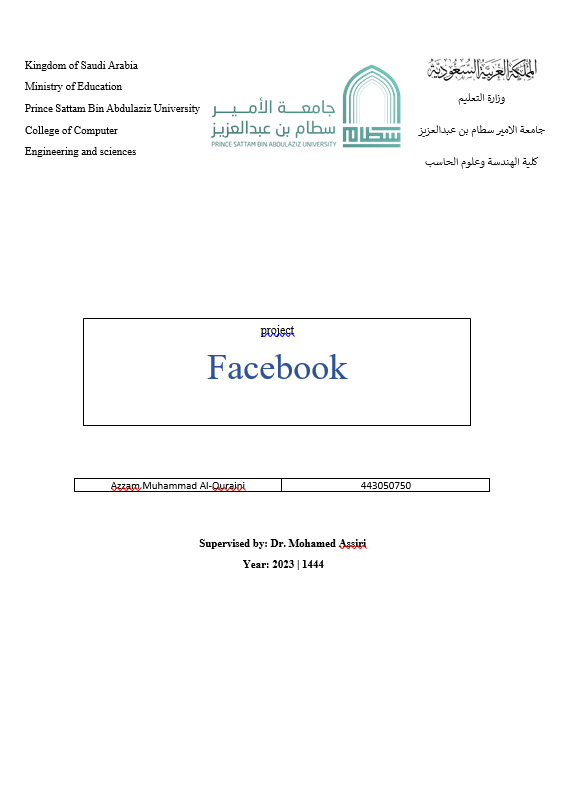 Kingdom of Saudi Arabia
Ministry of Education
Prince Sattam Bin Abdulaziz University
College of Computer
Engineering and sciences
جامعة الأمير
سطام بن عبدالعزيز
PRINCE SATTAM BIN ABDULAZIZ UNIVERSITY
سطام
المملكة العربية السعودية
وزارة التعليم
جامعة الامير سطام بن عبدالعزيز
كلية الهندسة وعلوم الحاسب
project
Facebook
Azzam Muhammad Al-Quraini 443050750
Supervised by: Dr. Mohamed Assiri
Year: 2023 | 1444